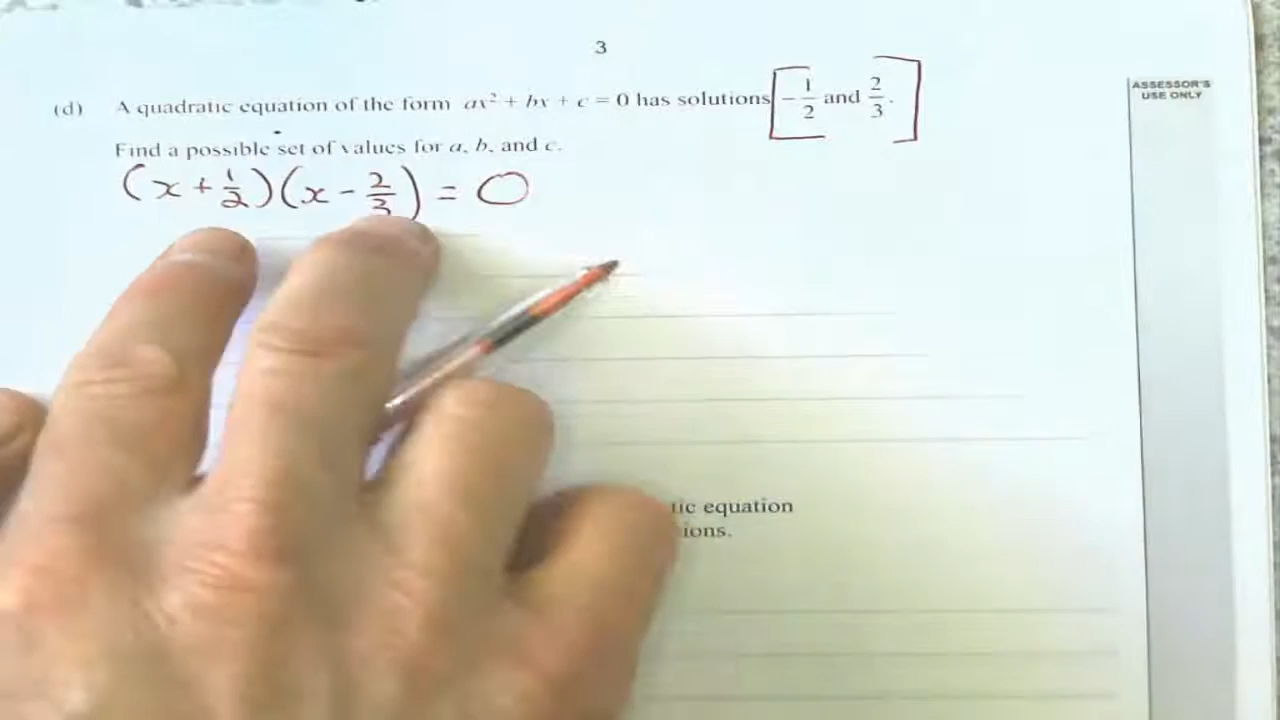 3
ASSESSOR'S
USE ONLY
(d) A quadratic equation of the form ax² + bx + c = 0 has solutions -1/2 and 2/3.
Find a possible set of values for a, b, and c.
(x + 1/2)(x - 2/3) = 0
tic equation
ions.